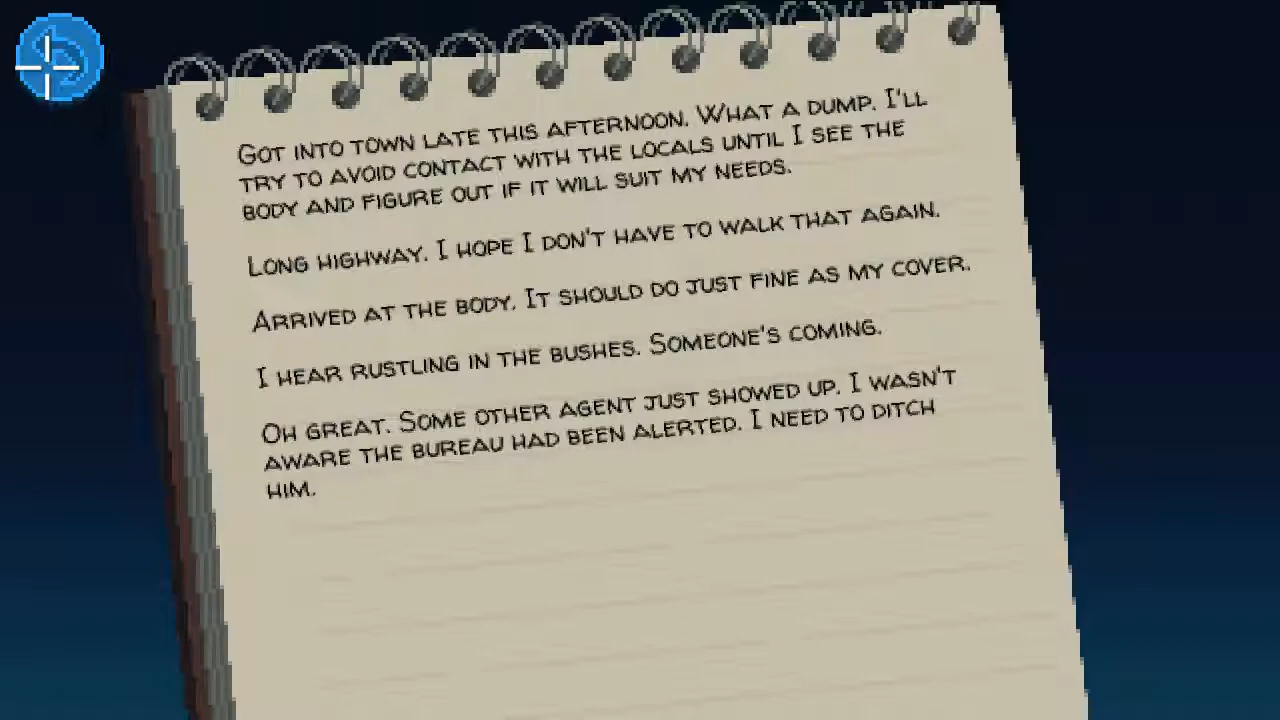 Got into town late this afternoon. What a dump. I'll
try to avoid contact with the locals until I see the
body and figure out if it will suit my needs.
Long highway. I hope I don't have to walk that again.
Arrived at the body. It should do just fine as my cover.
I hear rustling in the bushes. Someone's coming.
Oh great. Some other agent just showed up. I wasn't
aware the bureau had been alerted. I need to ditch
him.